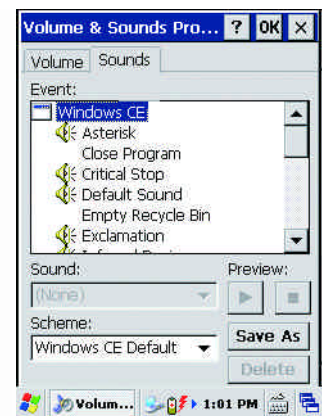 Volume & Sounds Pro... ? OK ×
Volume Sounds
Event:
Windows CE
Asterisk
Close Program
Critical Stop
Default Sound
Empty Recycle Bin
Exclamation
Sound: Preview:
(None)
Scheme:
Windows CE Default
Save As
Delete
Volum... 1:01 PM